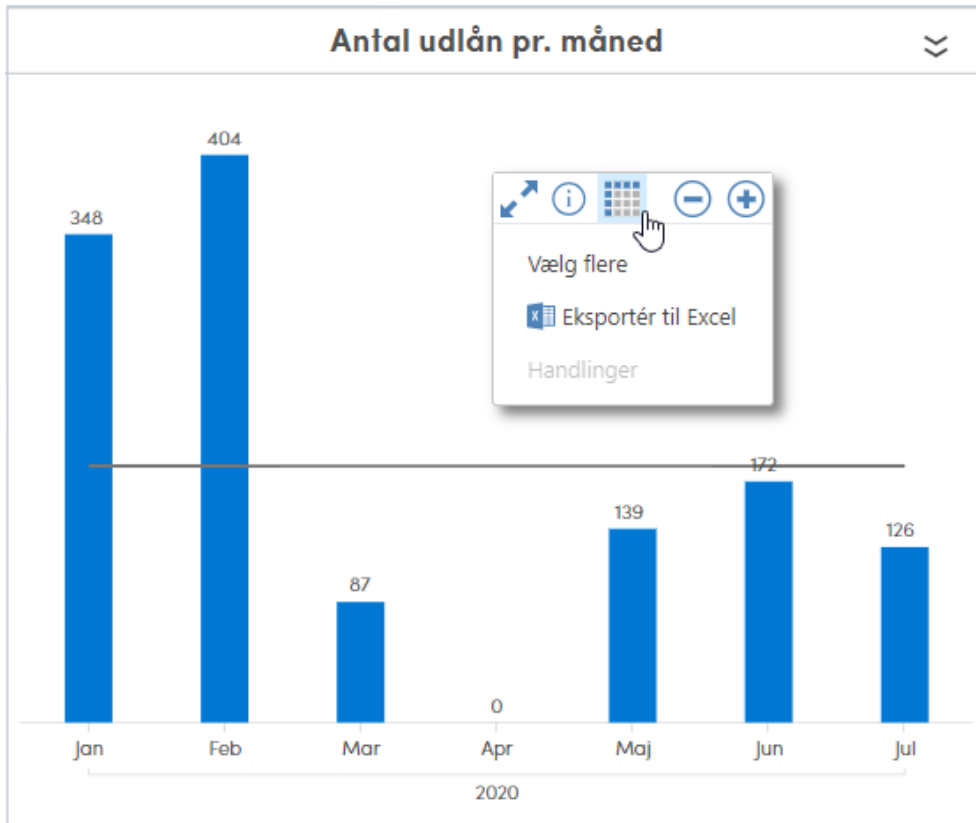 Antal udlån pr. måned
404
348
Vælg flere
Eksportér til Excel
Handlinger
172
139
126
87
0
Jan Feb Mar Apr Maj Jun Jul
2020